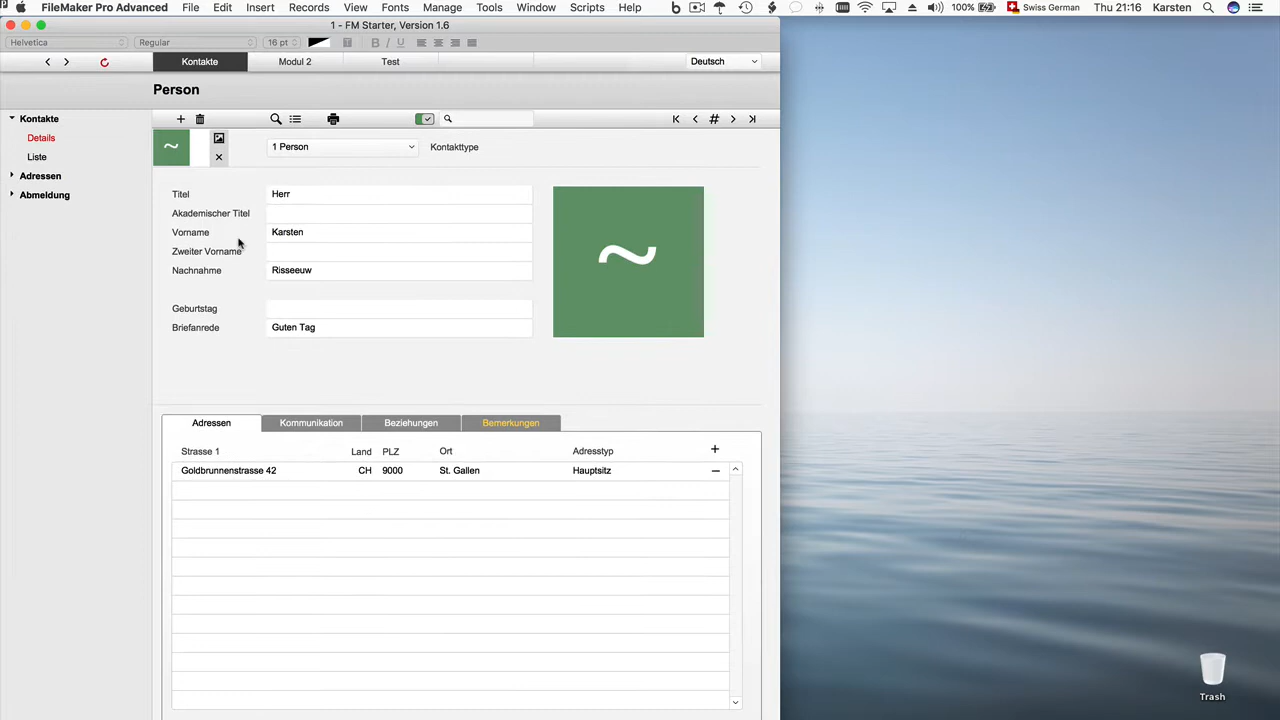 FileMaker Pro Advanced File Edit View Insert Fonts Records Manage Tools Window Scripts Help 100% Swiss German Thu 21:16 Karsten
1 - FM Starter, Version 1.6
Helvetica Regular 16 pt B I U
Kontakte Modul 2 Test Deutsch
Person
Kontakte
Details
Liste
Adressen
Abmeldung
1 Person Kontakttype
Titel Herr
Akademischer Titel
Vorname Karsten
Zweiter Vorname
Nachnahme Risseeuw
Geburtstag
Briefanrede Guten Tag
Adressen Kommunikation Beziehungen Bemerkungen
Strasse 1 Land PLZ Ort Adresstyp
Goldbrunnenstrasse 42 CH 9000 St. Gallen Hauptsitz
Trash